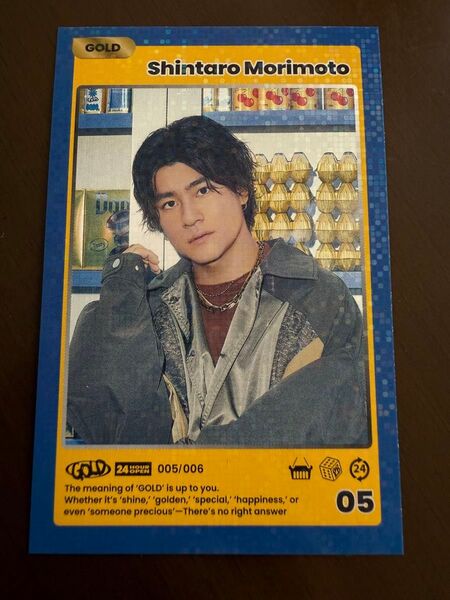 GOLD
Shintaro Morimoto
GOLD
24 HOUR
OPEN
005/006
24
The meaning of 'GOLD' is up to you.
Whether it's 'shine,' 'golden,' 'special,' 'happiness,' or
even 'someone precious'—There's no right answer
05